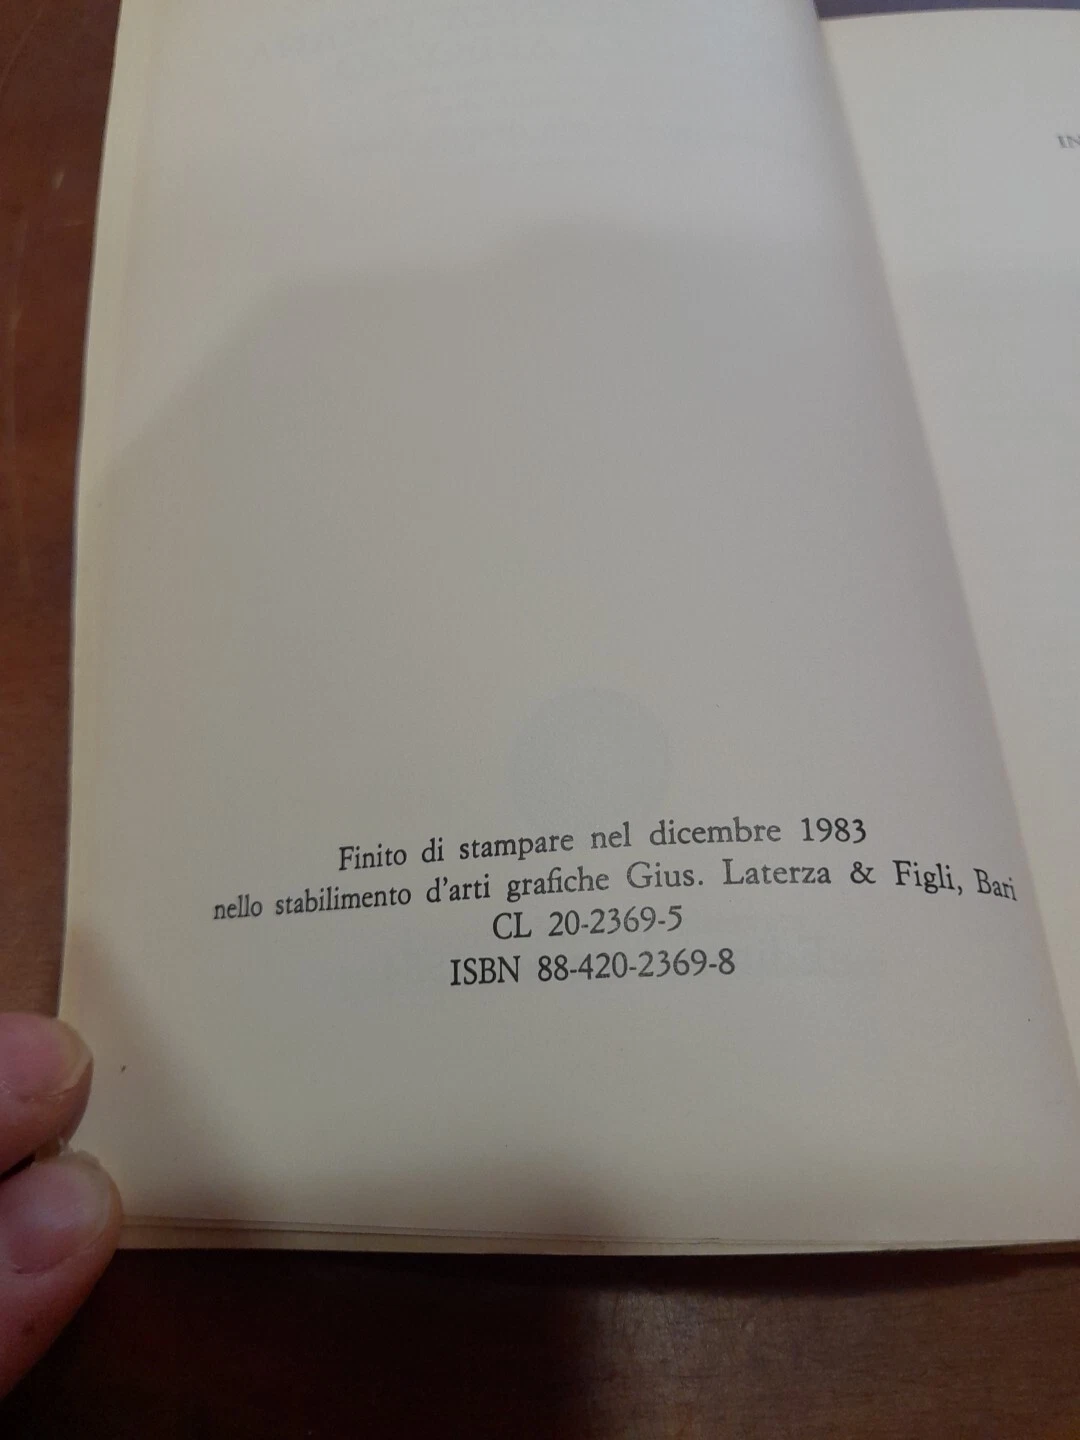 IN
Finito di stampare nel dicembre 1983
nello stabilimento d'arti grafiche Gius. Laterza & Figli, Bari
CL 20-2369-5
ISBN 88-420-2369-8